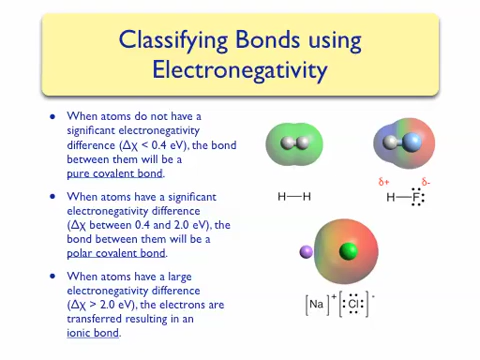 Classifying Bonds using
Electronegativity
• When atoms do not have a
significant electronegativity
difference (Δχ < 0.4 eV), the bond
between them will be a
pure covalent bond.
• When atoms have a significant
electronegativity difference
(Δχ between 0.4 and 2.0 eV), the
bond between them will be a
polar covalent bond.
• When atoms have a large
electronegativity difference
(Δχ > 2.0 eV), the electrons are
transferred resulting in an
ionic bond.
H—H
δ+ δ-
H—F
[Na]+[Cl]-